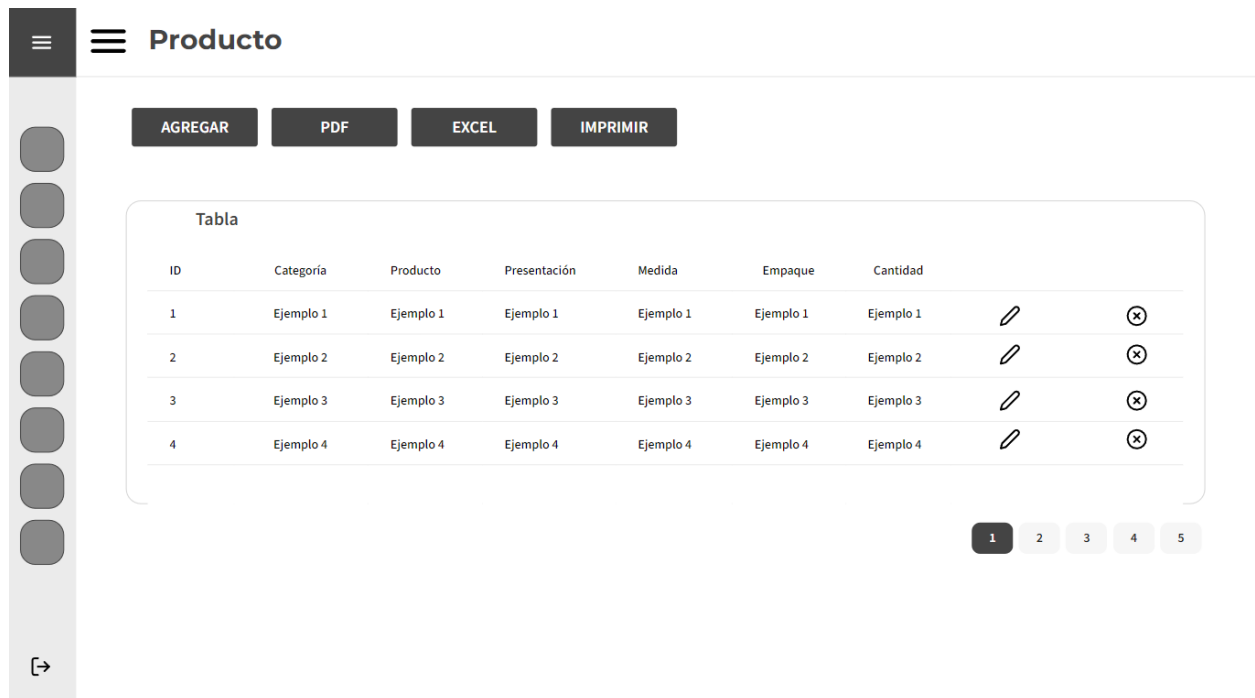 Producto
AGREGAR PDF EXCEL IMPRIMIR
Tabla
ID Categoría Producto Presentación Medida Empaque Cantidad
1 Ejemplo 1 Ejemplo 1 Ejemplo 1 Ejemplo 1 Ejemplo 1 Ejemplo 1
2 Ejemplo 2 Ejemplo 2 Ejemplo 2 Ejemplo 2 Ejemplo 2 Ejemplo 2
3 Ejemplo 3 Ejemplo 3 Ejemplo 3 Ejemplo 3 Ejemplo 3 Ejemplo 3
4 Ejemplo 4 Ejemplo 4 Ejemplo 4 Ejemplo 4 Ejemplo 4 Ejemplo 4
1 2 3 4 5